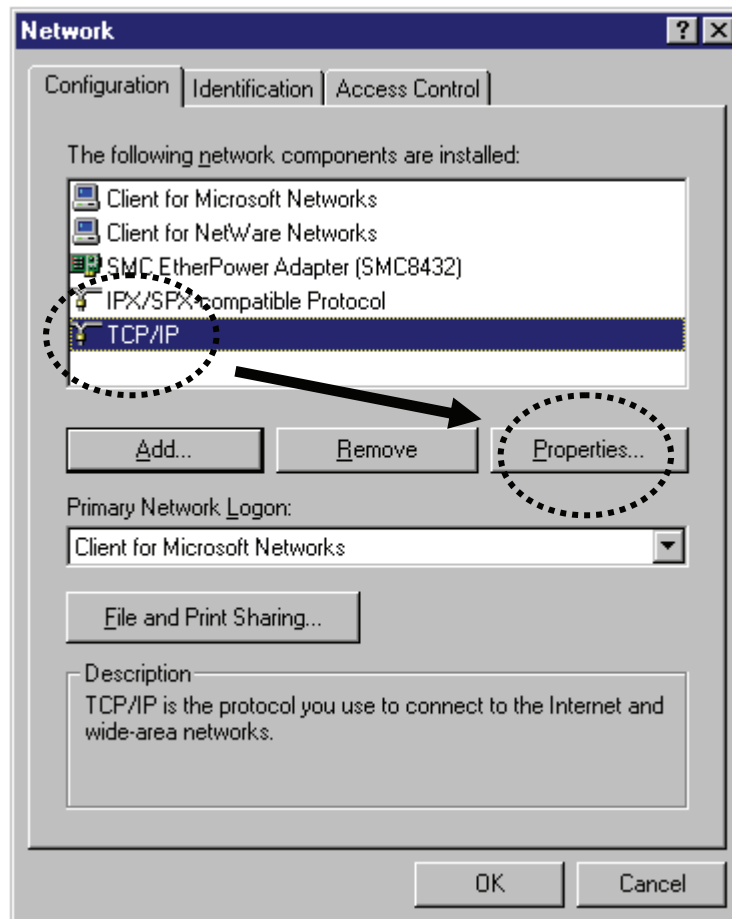 Network
Configuration Identification Access Control
The following network components are installed:
Client for Microsoft Networks
Client for NetWare Networks
SMC EtherPower Adapter (SMC8432)
IPX/SPX-compatible Protocol
TCP/IP
Add... Remove Properties...
Primary Network Logon:
Client for Microsoft Networks
File and Print Sharing...
Description
TCP/IP is the protocol you use to connect to the Internet and
wide-area networks.
OK Cancel